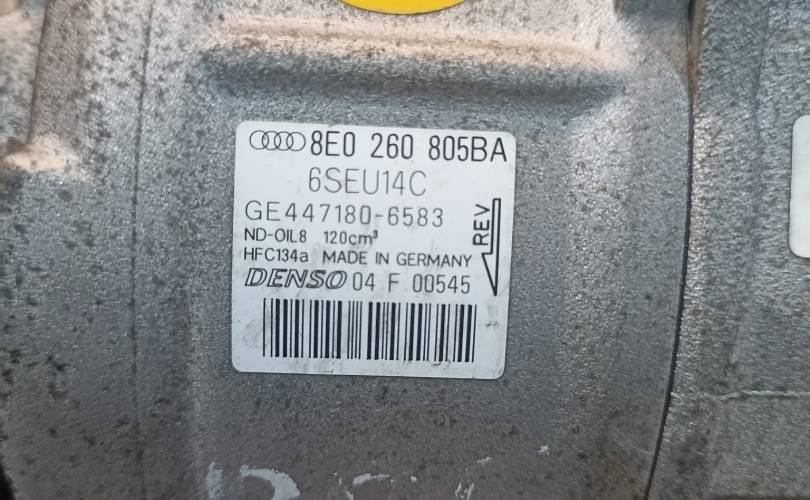 8E0 260 805BA
6SEU14C
GE447180-6583
ND-OIL8 120cm³
HFC134a MADE IN GERMANY
DENSO 04 F 00545
REV